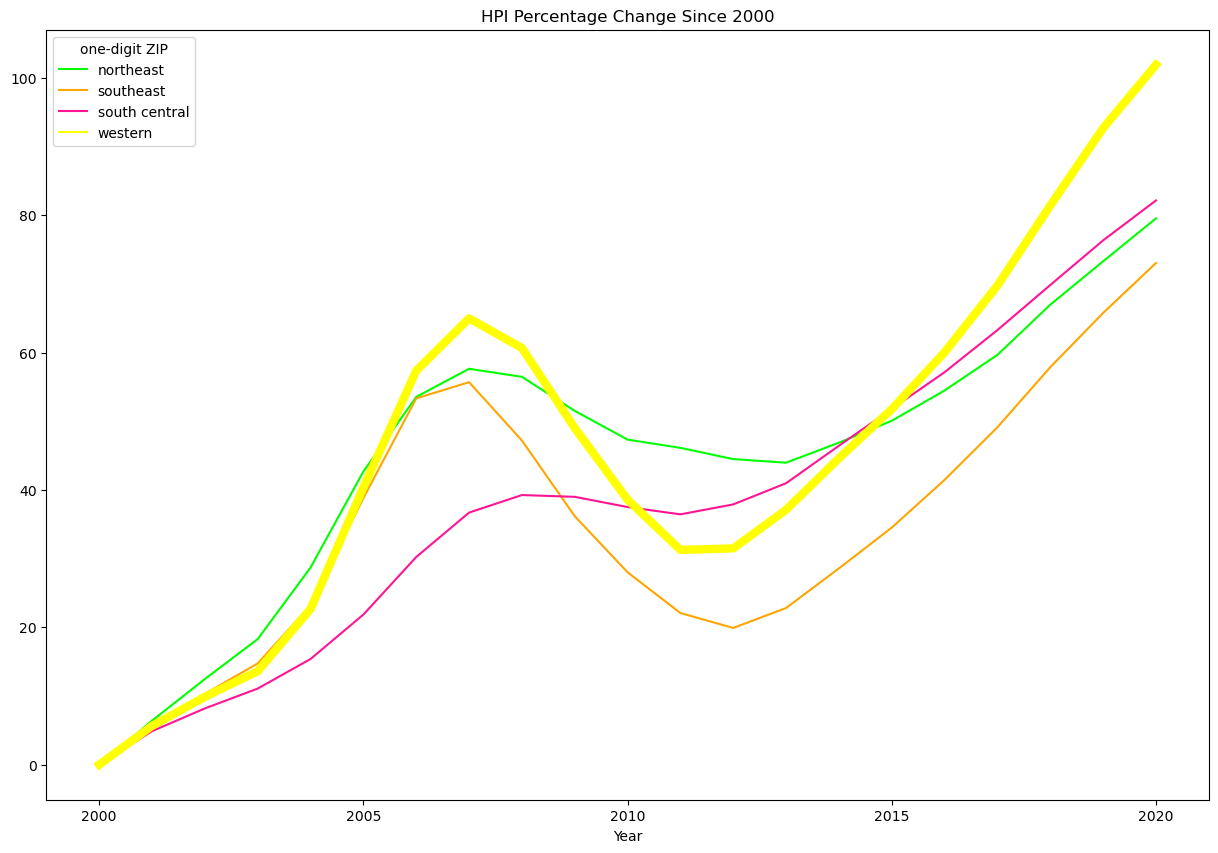 HPI Percentage Change Since 2000
one-digit ZIP
northeast
southeast
south central
western
100
80
60
40
20
0
2000 2005 2010 2015 2020
Year